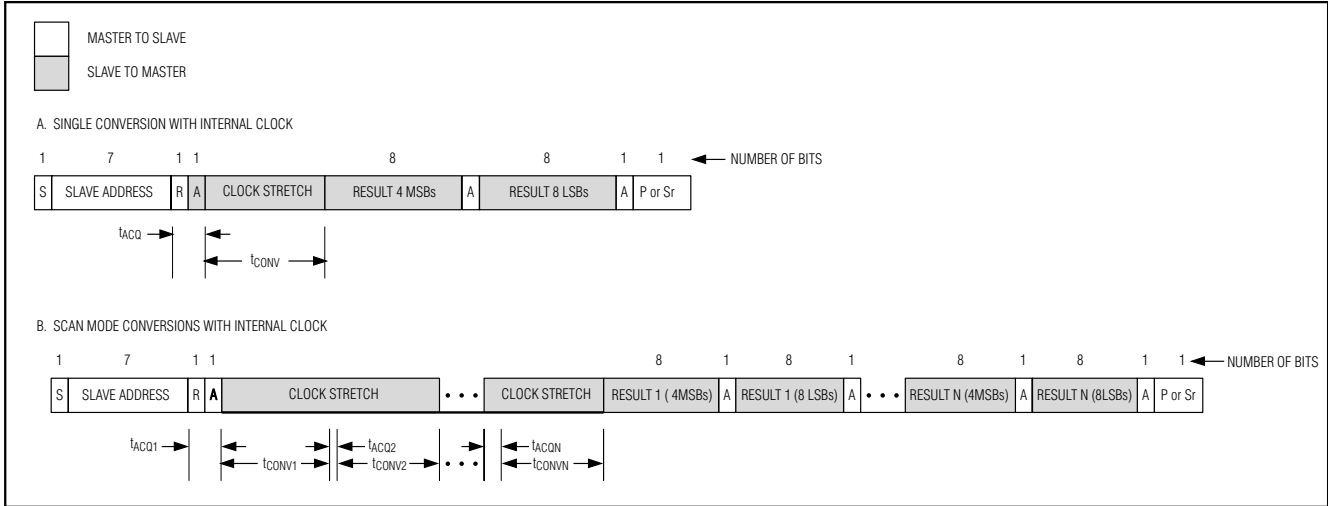 MASTER TO SLAVE
SLAVE TO MASTER
A. SINGLE CONVERSION WITH INTERNAL CLOCK
1 7 1 1 8 8 1 1 NUMBER OF BITS
S SLAVE ADDRESS R A CLOCK STRETCH RESULT 4 MSBs A RESULT 8 LSBs A P or Sr
tACQ
tCONV
B. SCAN MODE CONVERSIONS WITH INTERNAL CLOCK
1 7 1 1 8 1 8 1 8 1 8 1 1 NUMBER OF BITS
S SLAVE ADDRESS R A CLOCK STRETCH • • • CLOCK STRETCH RESULT 1 ( 4MSBs) A RESULT 1 (8 LSBs) A • • • RESULT N (4MSBs) A RESULT N (8LSBs) A P or Sr
tACQ1 tACQ2 tACQN
tCONV1 tCONV2 • • • tCONVN